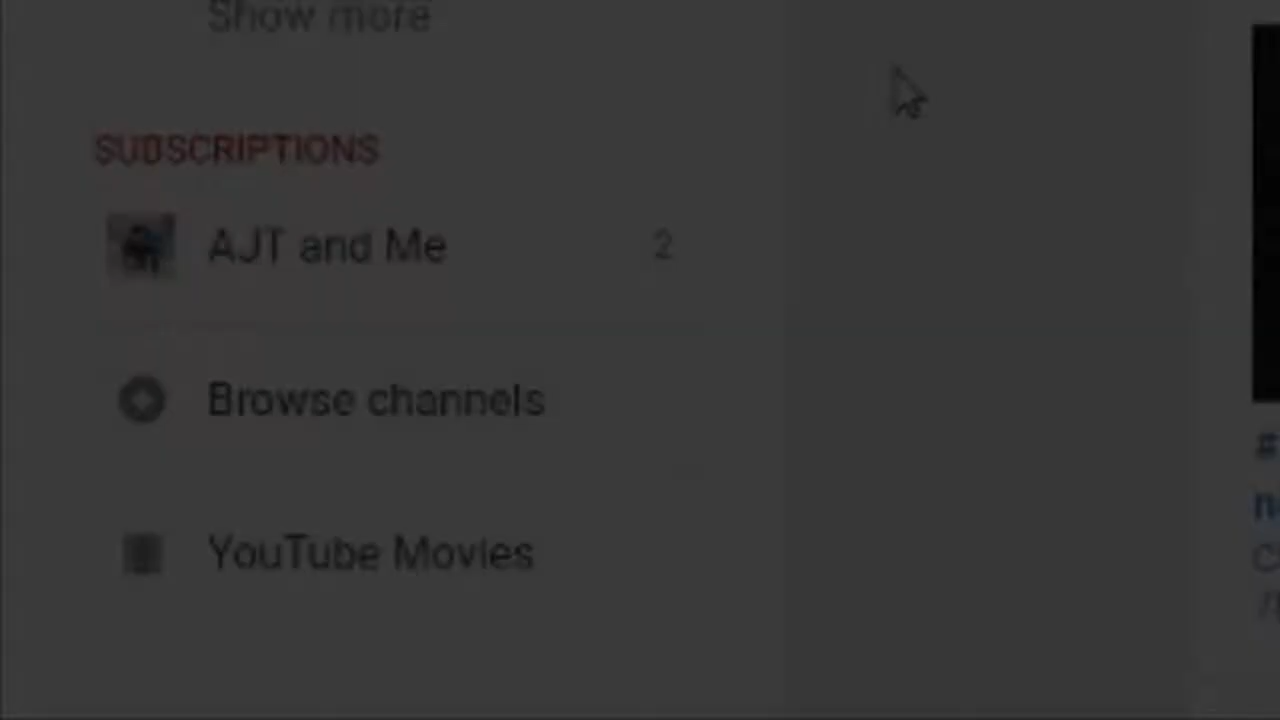 Show more
SUBSCRIPTIONS
AJT and Me 2
Browse channels
YouTube Movies
#